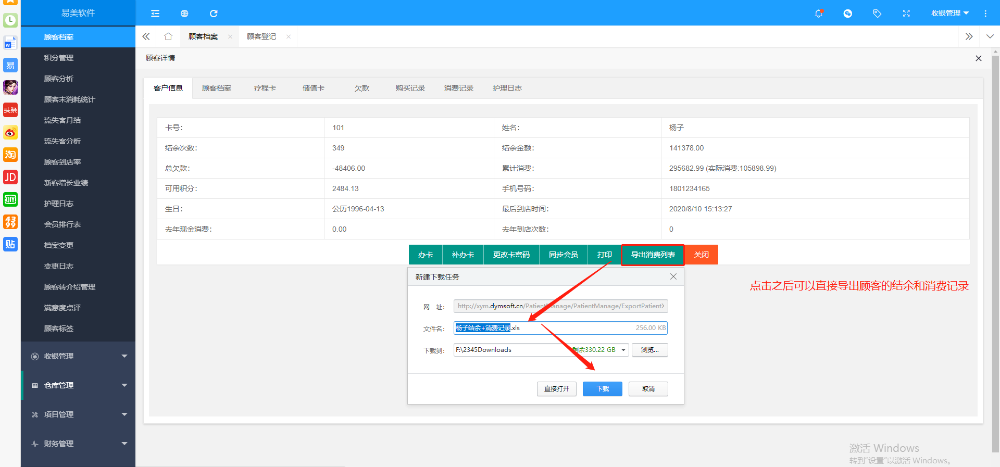 易美软件
收银管理
顾客档案
顾客登记
顾客档案
积分管理
顾客分析
顾客未消耗统计
流失客月结
流失客分析
顾客到店率
新客增长业绩
护理日志
会员排行表
档案变更
变更日志
顾客转介绍管理
满意度点评
顾客标签
收银管理
仓库管理
项目管理
财务管理
易
头条
淘
JD
iQIYI
43
99
贴
顾客详情
客户信息 顾客档案 疗程卡 储值卡 欠款 购买记录 消费记录 护理日志
卡号: 101 姓名: 杨子
结余次数: 349 结余金额: 141378.00
总欠款: -48406.00 累计消费: 295682.99 (实际消费:105898.99)
可用积分: 2484.13 手机号码: 1801234165
生日: 公历1996-04-13 最后到店时间: 2020/8/10 15:13:27
去年现金消费: 0.00 去年到店次数: 0
办卡 补办卡 更改卡密码 同步会员 打印 导出消费列表 关闭
点击之后可以直接导出顾客的结余和消费记录
新建下载任务
网 址: http://xym.dymsoft.cn/PatientManage/PatientManage/ExportPatientX
文件名: 杨子结余+消费记录.xls 256.00 KB
下载到: F:\2345Downloads 剩余330.22 GB 浏览...
直接打开 下载 取消
激活 Windows
转到"设置"以激活 Windows。